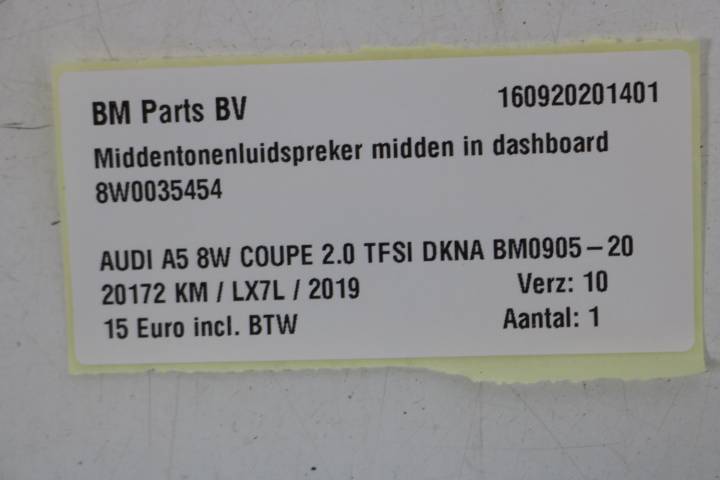 BM Parts BV 160920201401
Middentonenluidspreker midden in dashboard
8W0035454
AUDI A5 8W COUPE 2.0 TFSI DKNA BM0905-20
20172 KM / LX7L / 2019 Verz: 10
15 Euro incl. BTW Aantal: 1